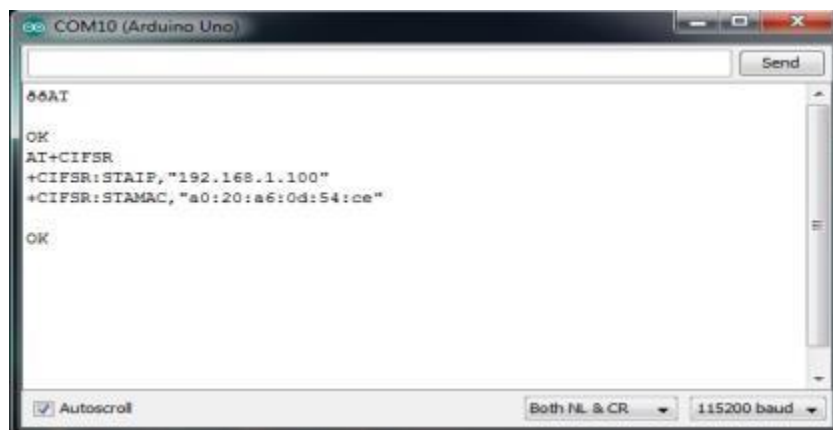 COM10 (Arduino Uno)
Send
ððAT
OK
AT+CIFSR
+CIFSR:STAIP,"192.168.1.100"
+CIFSR:STAMAC,"a0:20:a6:0d:54:ce"
OK
Autoscroll
Both NL & CR
115200 baud